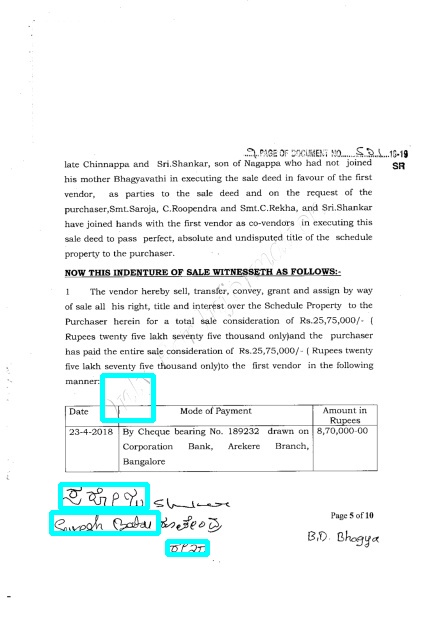 PAGE OF DOCUMENT NO.......531...18-19
SR
late Chinnappa and Sri.Shankar, son of Nagappa who had not joined
his mother Bhagyavathi in executing the sale deed in favour of the first
vendor, as parties to the sale deed and on the request of the
purchaser,Smt.Saroja, C.Roopendra and Smt.C.Rekha, and Sri.Shankar
have joined hands with the first vendor as co-vendors in executing this
sale deed to pass perfect, absolute and undisputed title of the schedule
property to the purchaser.
NOW THIS INDENTURE OF SALE WITNESSETH AS FOLLOWS:-
1 The vendor hereby sell, transfer, convey, grant and assign by way
of sale all his right, title and interest over the Schedule Property to the
Purchaser herein for a total sale consideration of Rs.25,75,000/- (
Rupees twenty five lakh seventy five thousand only)and the purchaser
has paid the entire sale consideration of Rs.25,75,000/- ( Rupees twenty
five lakh seventy five thousand only)to the first vendor in the following
manner:
Date Mode of Payment Amount in
Rupees
23-4-2018 By Cheque bearing No. 189232 drawn on 8,70,000-00
Corporation Bank, Arekere Branch,
Bangalore
Suresh Babu
Page 5 of 10
B.D. Bhagya